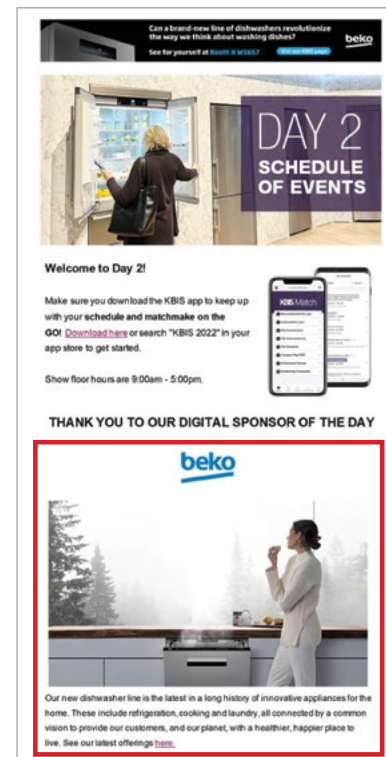 Can a brand-new line of dishwashers revolutionize
the way we think about washing dishes?
See for yourself at Booth # W1557
Visit our KBIS page
beko
DAY 2
SCHEDULE
OF EVENTS
Welcome to Day 2!
Make sure you download the KBIS app to keep up
with your schedule and matchmake on the
GO! Download here or search "KBIS 2022" in your
app store to get started.
Show floor hours are 9:00am - 5:00pm.
KBIS Match
THANK YOU TO OUR DIGITAL SPONSOR OF THE DAY
beko
Our new dishwasher line is the latest in a long history of innovative appliances for the
home. These include refrigeration, cooking and laundry, all connected by a common
vision to provide our customers, and our planet, with a healthier, happier place to
live. See our latest offerings here.